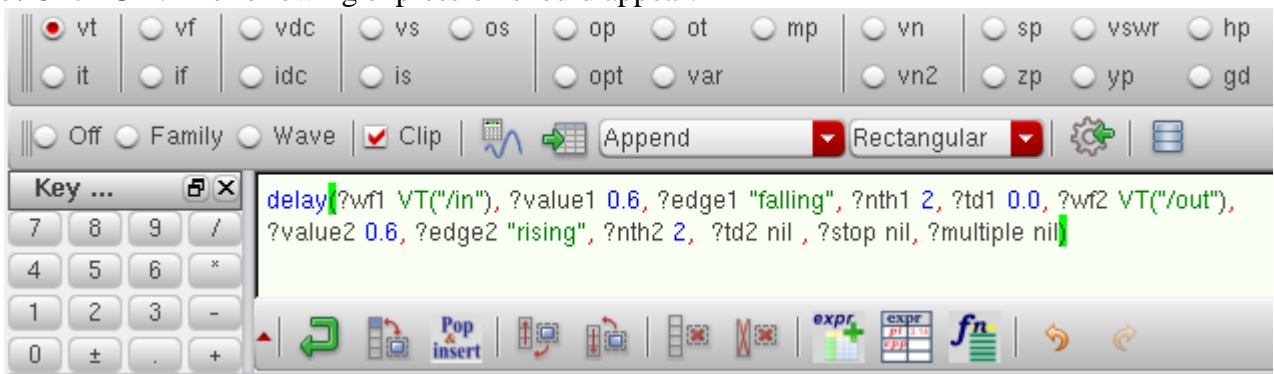 vt vf vdc vs os op ot mp vn sp vswr hp
it if idc is opt var vn2 zp yp gd
Off Family Wave Clip Append Rectangular
Key ...
delay(?wf1 VT("/in"), ?value1 0.6, ?edge1 "falling", ?nth1 2, ?td1 0.0, ?wf2 VT("/out"),
?value2 0.6, ?edge2 "rising", ?nth2 2, ?td2 nil , ?stop nil, ?multiple nil)
7 8 9 /
4 5 6 *
1 2 3 -
0 ± . +
Pop & insert
expr
expr
fn